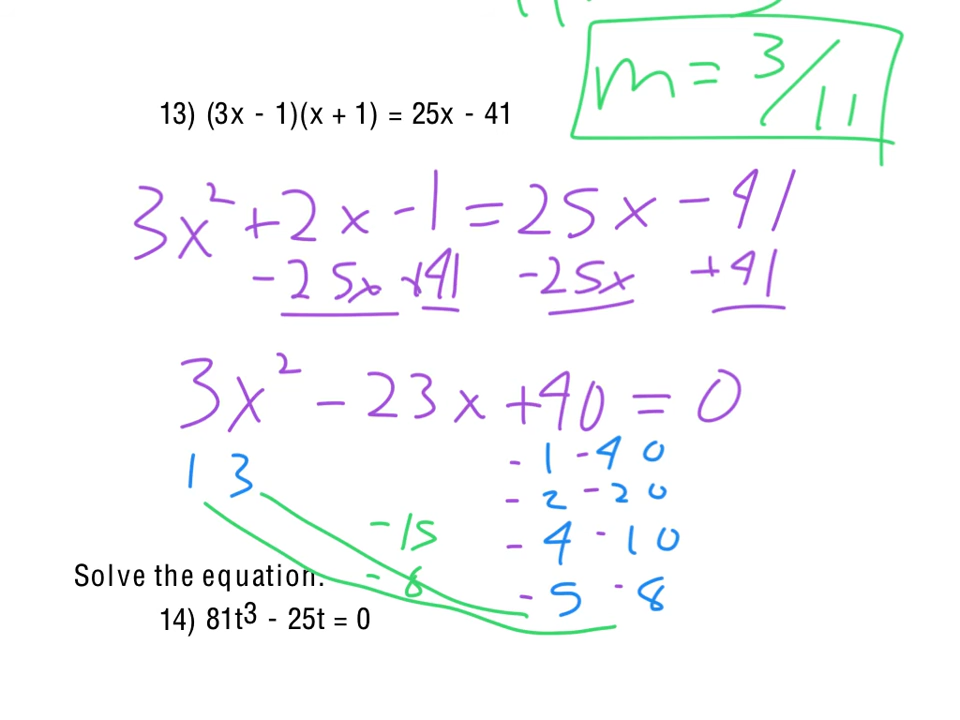 m = 3/11
13) (3x - 1)(x + 1) = 25x - 41
3x² + 2x - 1 = 25x - 41
- 25x + 41 - 25x + 41
3x² - 23x + 40 = 0
1 3
- 1 - 40
- 2 - 20
- 15
- 4 - 10
- 8
- 5 - 8
Solve the equation.
14) 81t³ - 25t = 0